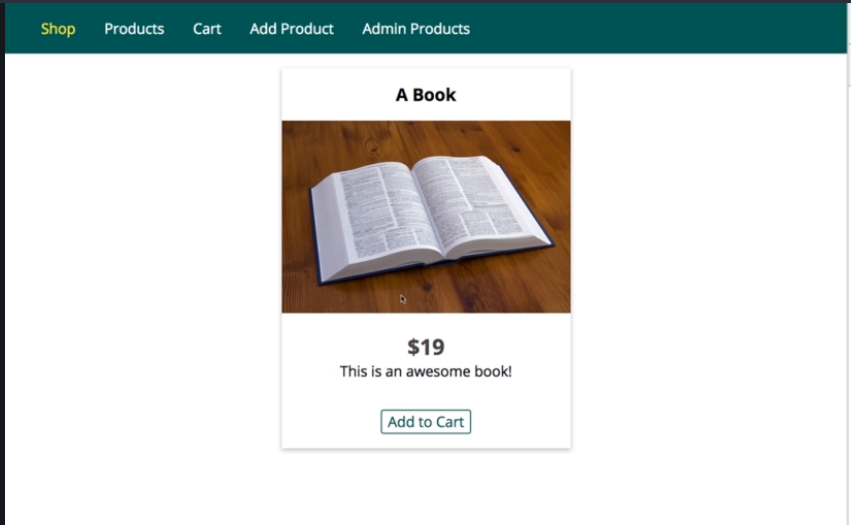 Shop Products Cart Add Product Admin Products
A Book
$19
This is an awesome book!
Add to Cart